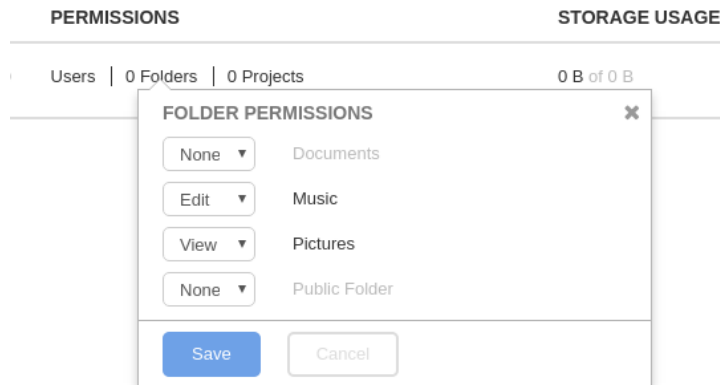 PERMISSIONS STORAGE USAGE
Users 0 Folders 0 Projects 0 B of 0 B
FOLDER PERMISSIONS
None Documents
Edit Music
View Pictures
None Public Folder
Save Cancel